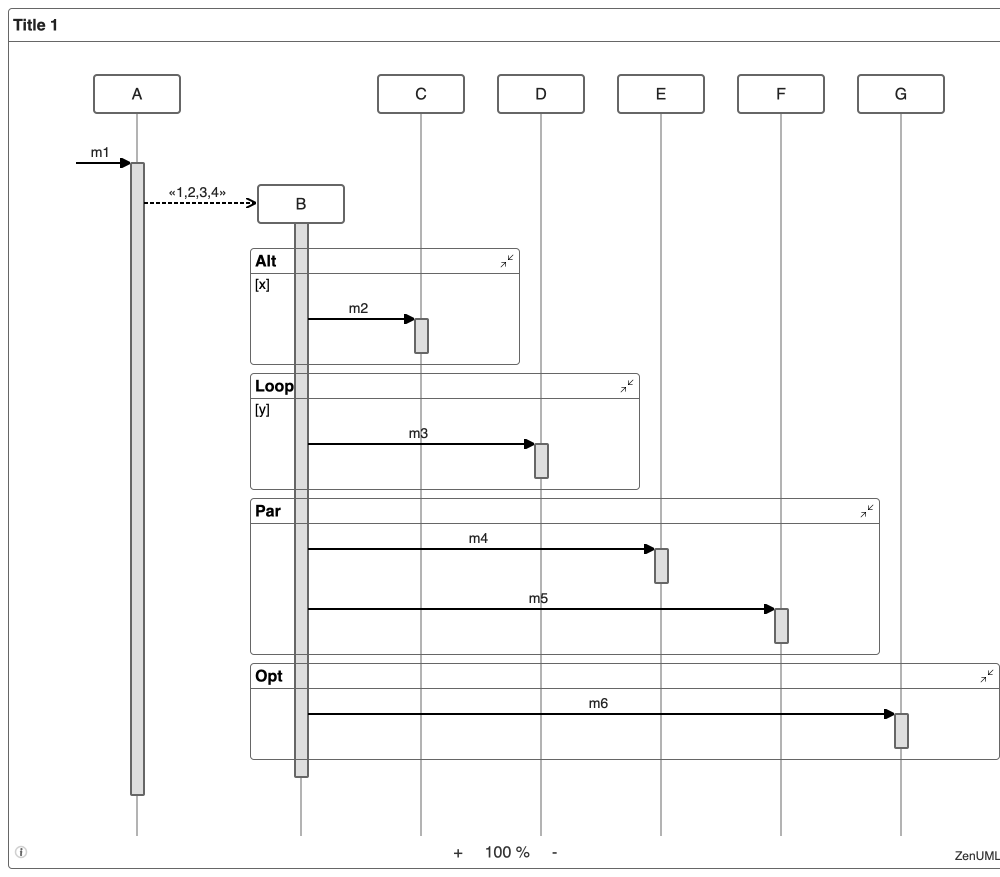 Title 1
A
C
D
E
F
G
m1
«1,2,3,4»
B
Alt
[x]
m2
Loop
[y]
m3
Par
m4
m5
Opt
m6
+ 100 % -
ZenUML